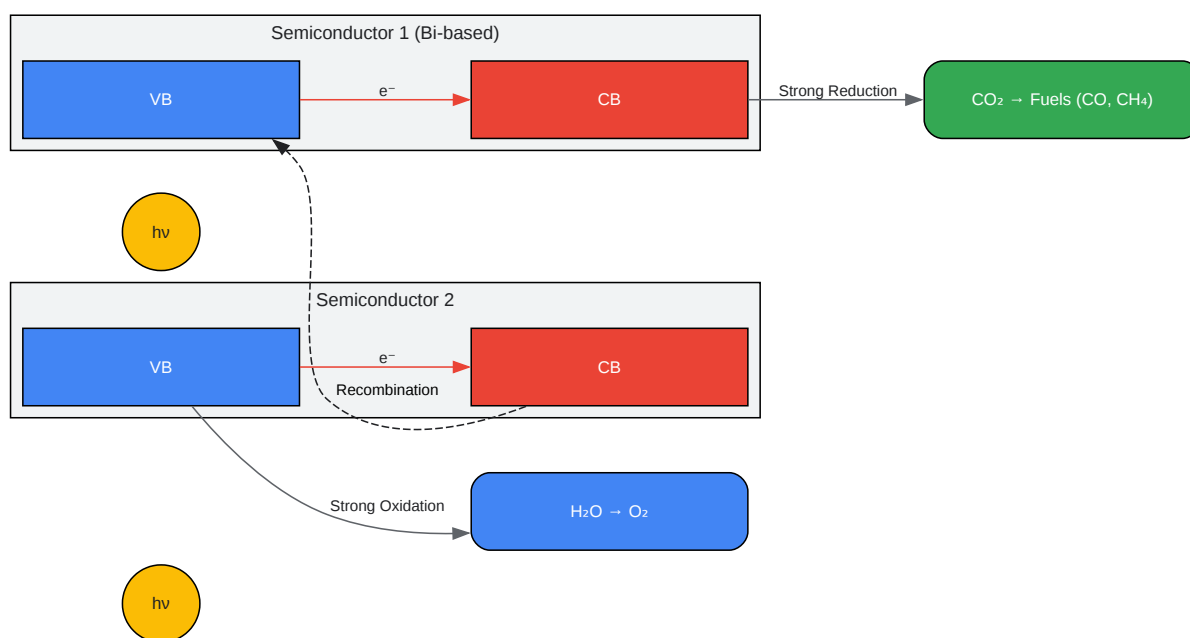 Semiconductor 1 (Bi-based)
VB
e⁻
CB
Strong Reduction
CO₂ → Fuels (CO, CH₄)
hν
Semiconductor 2
VB
e⁻
CB
Recombination
Strong Oxidation
H₂O → O₂
hν